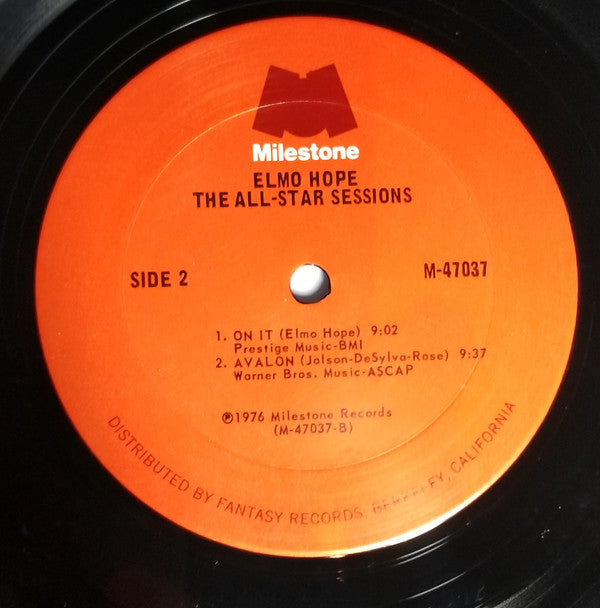 Milestone
ELMO HOPE
THE ALL-STAR SESSIONS
SIDE 2
M-47037
1. ON IT (Elmo Hope) 9:02
Prestige Music-BMI
2. AVALON (Jolson-DeSylva-Rose) 9:37
Warner Bros. Music-ASCAP
℗1976 Milestone Records
(M-47037-B)
DISTRIBUTED BY FANTASY RECORDS, BERKELEY, CALIFORNIA